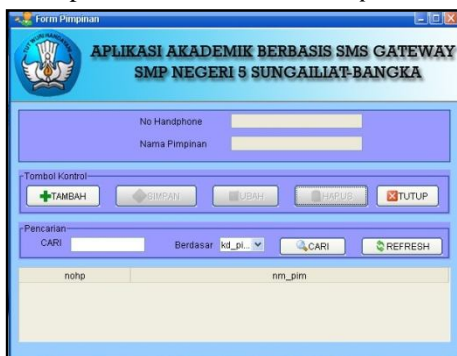 Form Pimpinan
APLIKASI AKADEMIK BERBASIS SMS GATEWAY
SMP NEGERI 5 SUNGAILIAT-BANGKA
No Handphone
Nama Pimpinan
Tombol Kontrol
TAMBAH SIMPAN UBAH HAPUS TUTUP
Pencarian
CARI Berdasar kd_pi... CARI REFRESH
nohp nm_pim